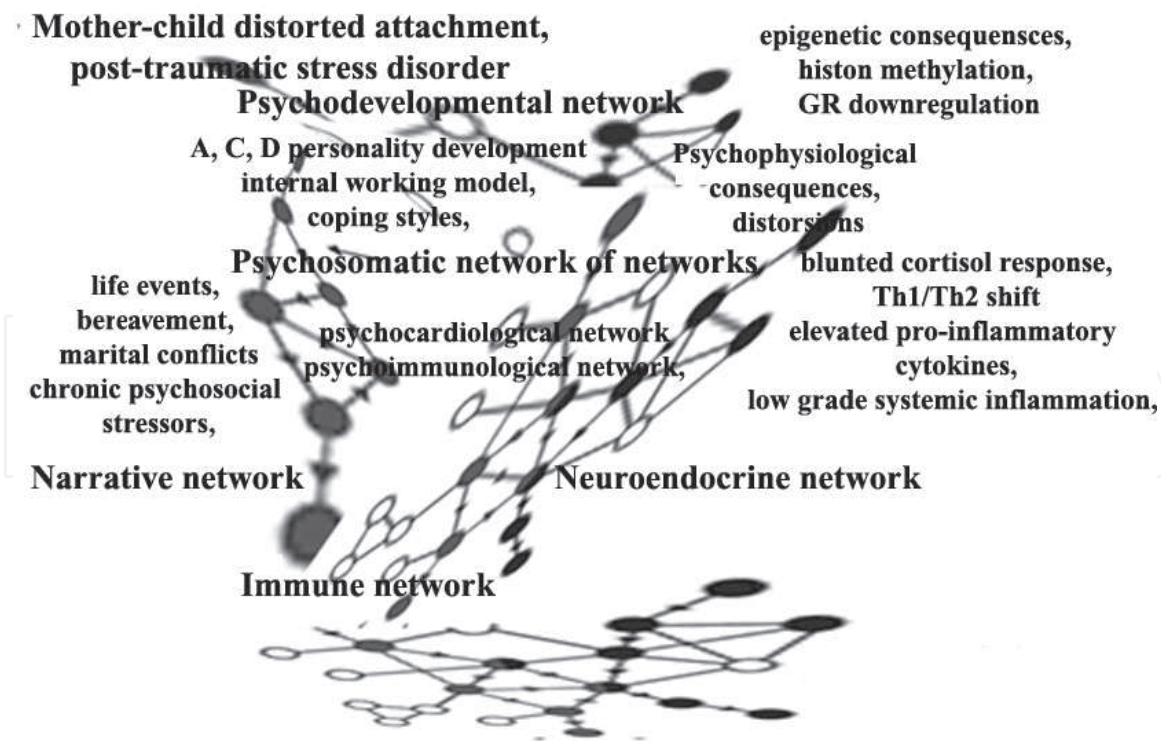 Mother-child distorted attachment,
post-traumatic stress disorder
epigenetic consequensces,
histon methylation,
GR downregulation
Psychodevelopmental network
A, C, D personality development
internal working model,
coping styles,
Psychophysiological
consequences,
distorsions
Psychosomatic network of networks,
life events,
bereavement,
marital conflicts
chronic psychosocial
stressors,
psychocardiological network
psychoimmunological network,
blunted cortisol response,
Th1/Th2 shift
elevated pro-inflammatory
cytokines,
low grade systemic inflammation,
Narrative network
Neuroendocrine network
Immune network